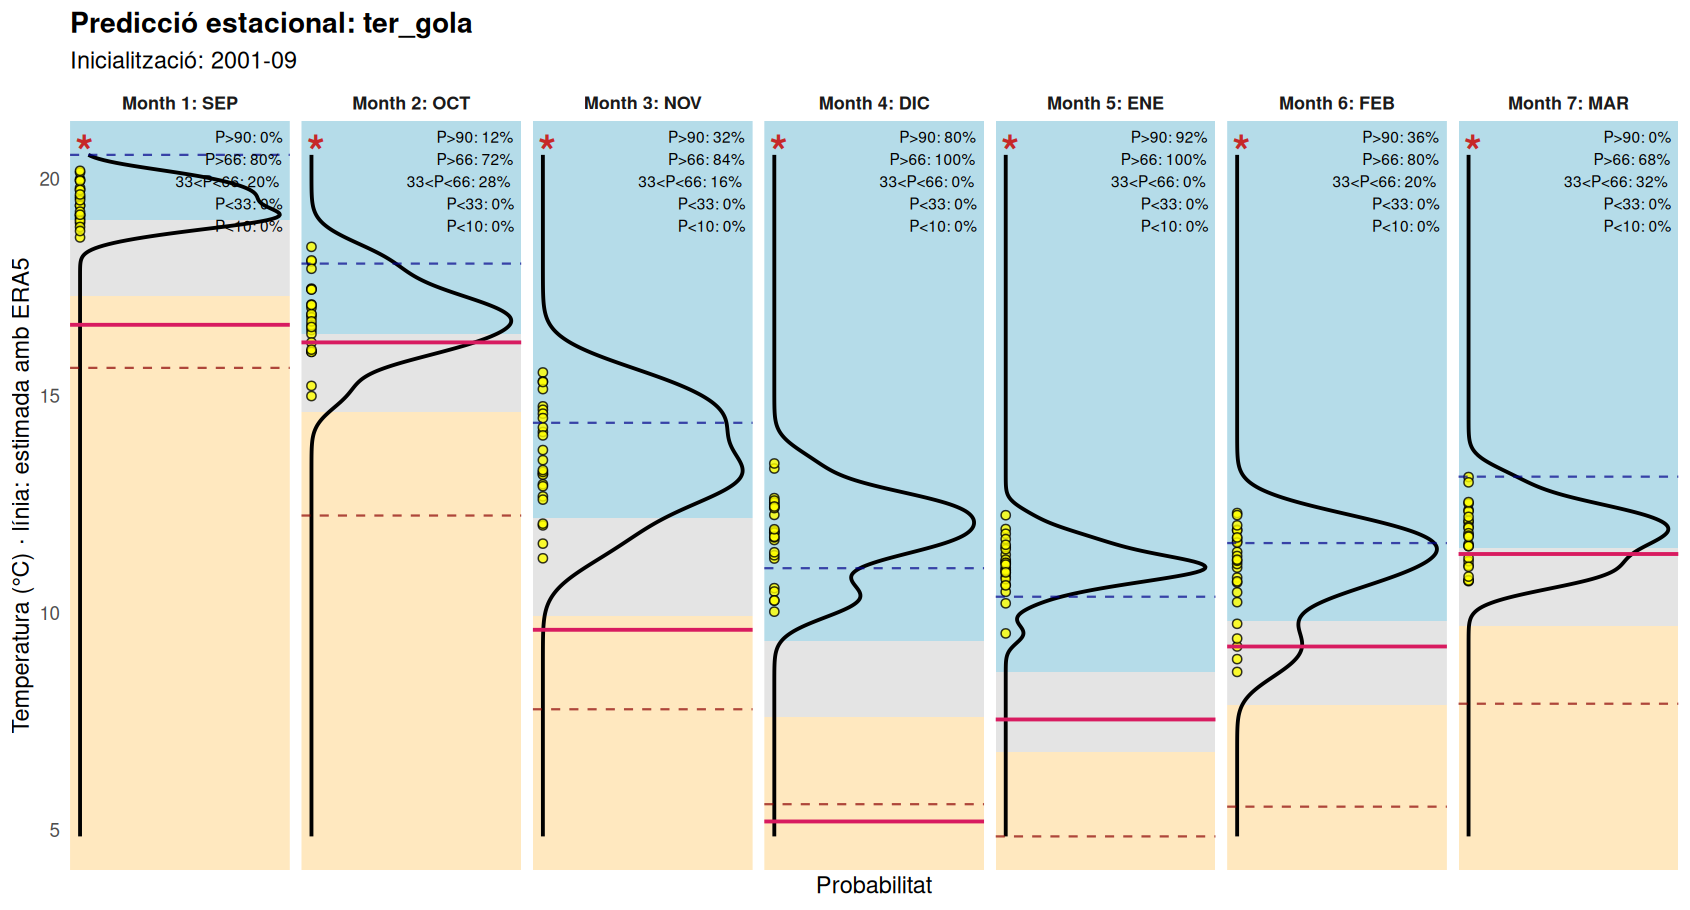 Predicció estacional: ter_gola
Inicialització: 2001-09
Month 1: SEP
Month 2: OCT
Month 3: NOV
Month 4: DIC
Month 5: ENE
Month 6: FEB
Month 7: MAR
*
P>90: 0%
P>66: 80%
33<P<66: 20%
P<33: 0%
P<10: 0%
*
P>90: 12%
P>66: 72%
33<P<66: 28%
P<33: 0%
P<10: 0%
*
P>90: 32%
P>66: 84%
33<P<66: 16%
P<33: 0%
P<10: 0%
*
P>90: 80%
P>66: 100%
33<P<66: 0%
P<33: 0%
P<10: 0%
*
P>90: 92%
P>66: 100%
33<P<66: 0%
P<33: 0%
P<10: 0%
*
P>90: 36%
P>66: 80%
33<P<66: 20%
P<33: 0%
P<10: 0%
*
P>90: 0%
P>66: 68%
33<P<66: 32%
P<33: 0%
P<10: 0%
20
15
10
5
Temperatura (°C) · línia: estimada amb ERA5
Probabilitat